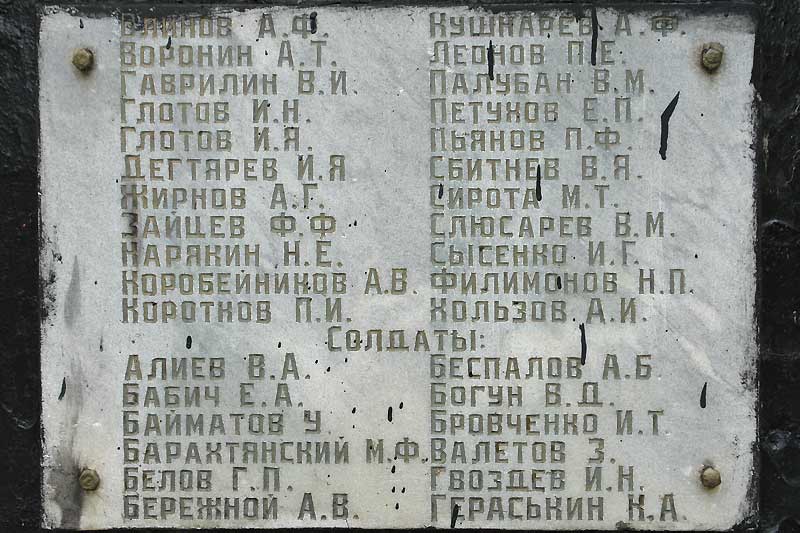 Блинов А.Ф. Кушнарёв А.Ф.
Воронин А.Т. Леонов П.Е.
Гаврилин В.И. Палубан В.М.
Глотов И.Н. Петухов Е.П.
Глотов И.Я. Пьянов П.Ф.
Дегтярев И.Я Сбитнев В.Я.
Жирнов А.Г. Сирота М.Т.
Зайцев Ф.Ф Слюсарев В.М.
Карякин Н.Е. Сысенко И.Г.
Коробейников А.В. Филимонов Н.П.
Коротков П.И. Хользов А.И.
Солдаты:
Алиев В.А. Беспалов А.Б
Бабич Е.А. Богун В.Д.
Байматов У. Бровченко И.Т
Барахтянский М.Ф. Валетов З.
Белов Г.П. Гвоздев И.Н.
Бережной А.В. Гераськин К.А.